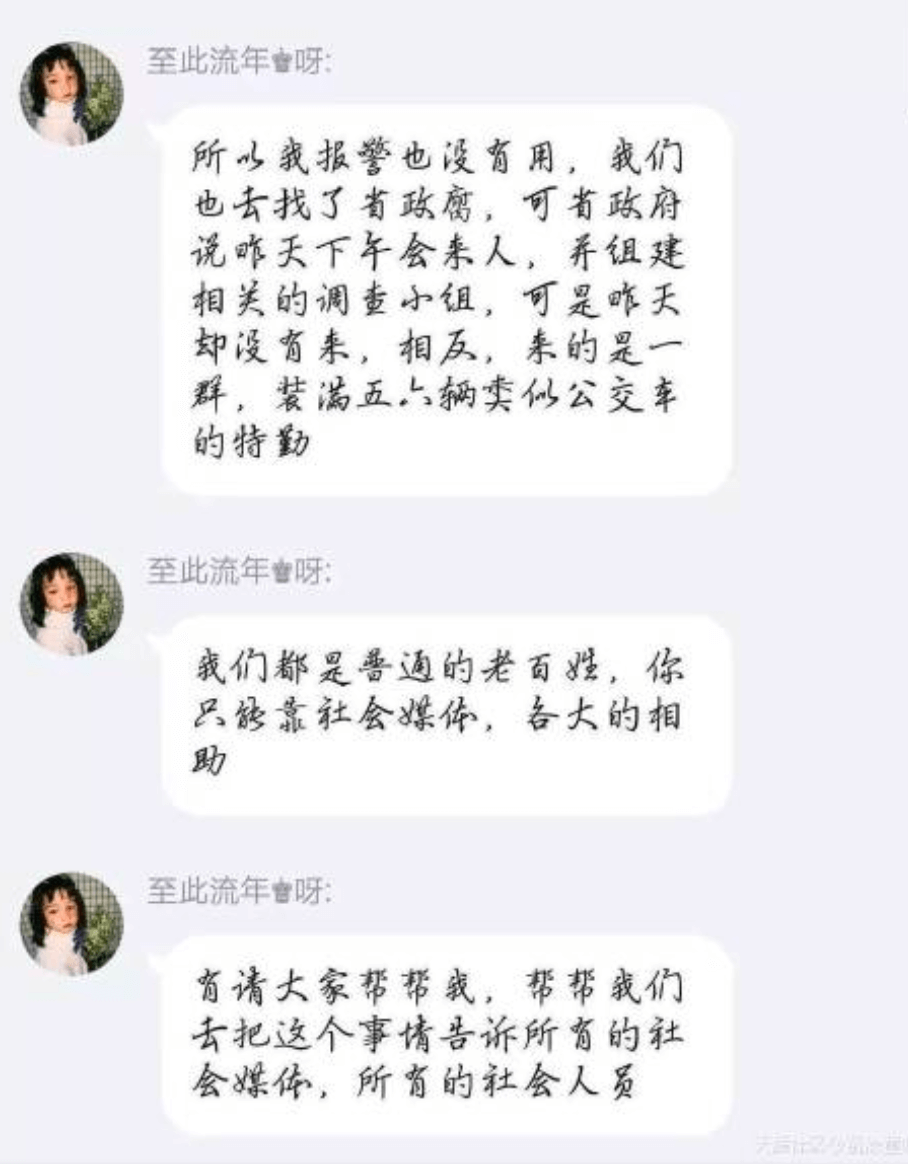 至此流年♚呀:
所以我报警也没有用，我们
也去找了省政腐，可省政府
说昨天下午会来人，并组建
相关的调查小组，可是昨天
却没有来，相反，来的是一
群，装满五六辆类似公交车
的特勤
至此流年♚呀:
我们都是普通的老百姓，你
只能靠社会媒体，各大的相
助
至此流年♚呀:
有请大家帮帮我，帮帮我们
去把这个事情告诉所有的社
会媒体，所有的社会人员